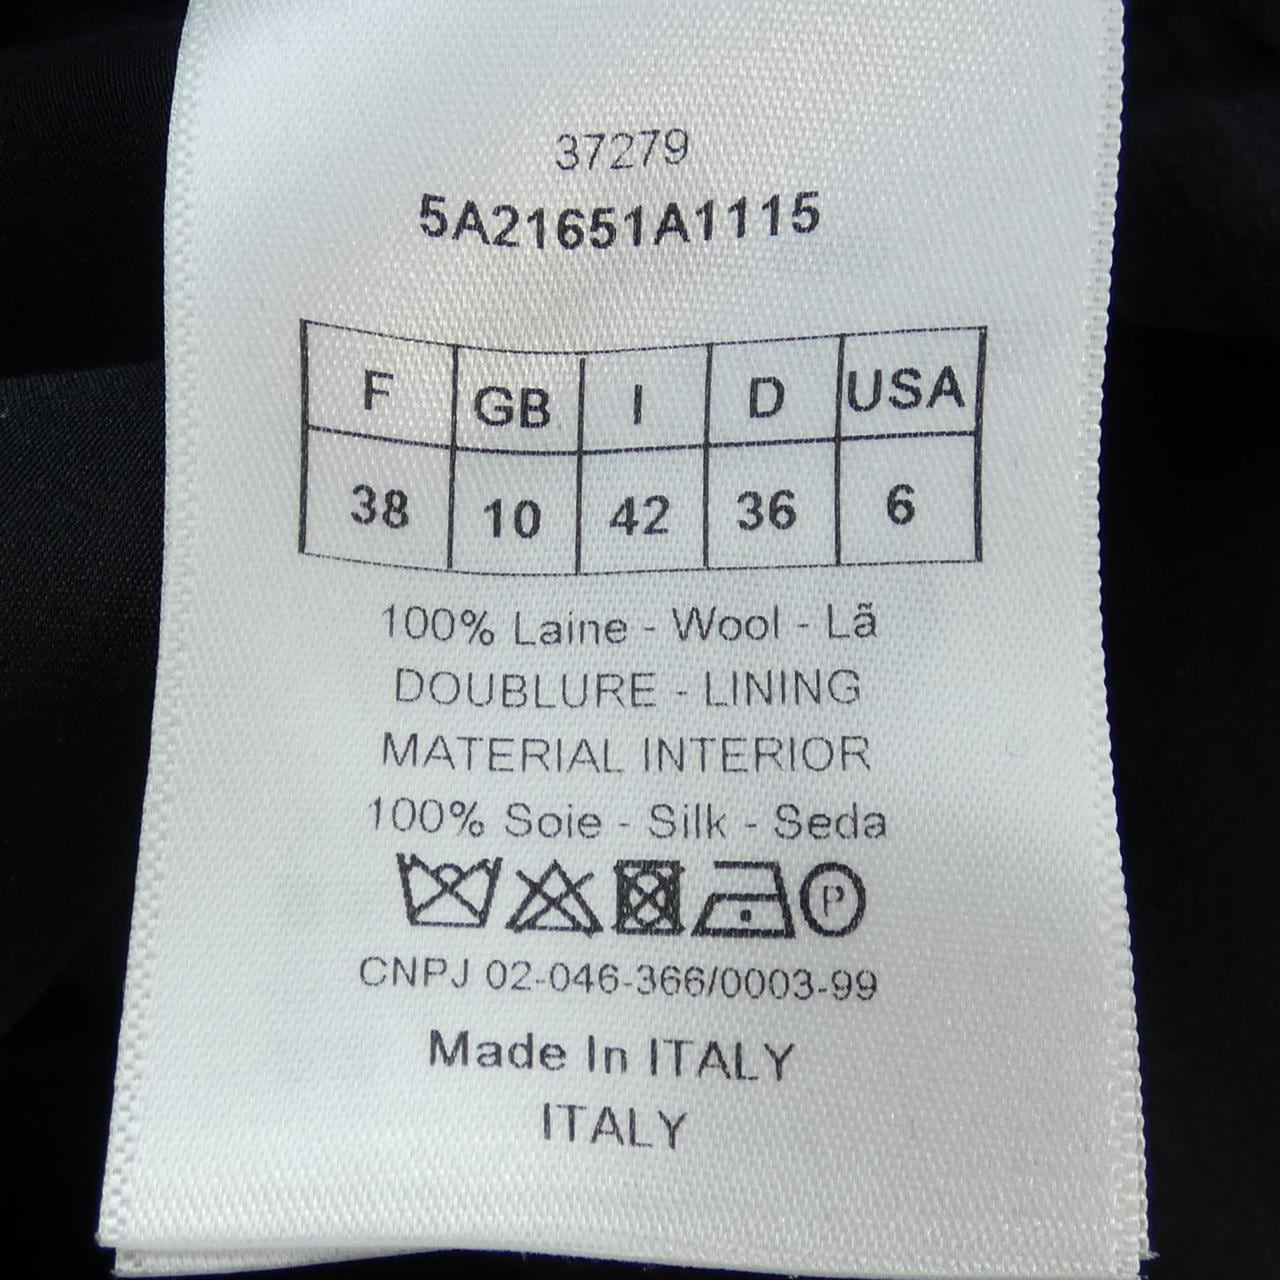 37279
5A21651A1115
F GB I D USA
38 10 42 36 6
100% Laine - Wool - Lã
DOUBLURE - LINING
MATERIAL INTERIOR
100% Soie - Silk - Seda
P
CNPJ 02-046-366/0003-99
Made In ITALY
ITALY